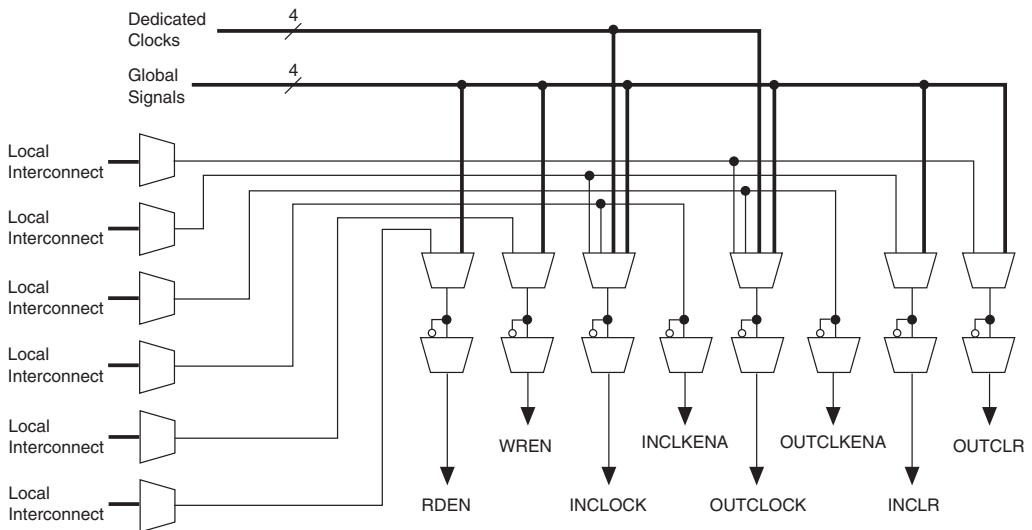 Dedicated
Clocks
4
Global
Signals
4
Local
Interconnect
Local
Interconnect
Local
Interconnect
Local
Interconnect
Local
Interconnect
Local
Interconnect
WREN
INCLKENA
OUTCLKENA
OUTCLR
RDEN
INCLOCK
OUTCLOCK
INCLR